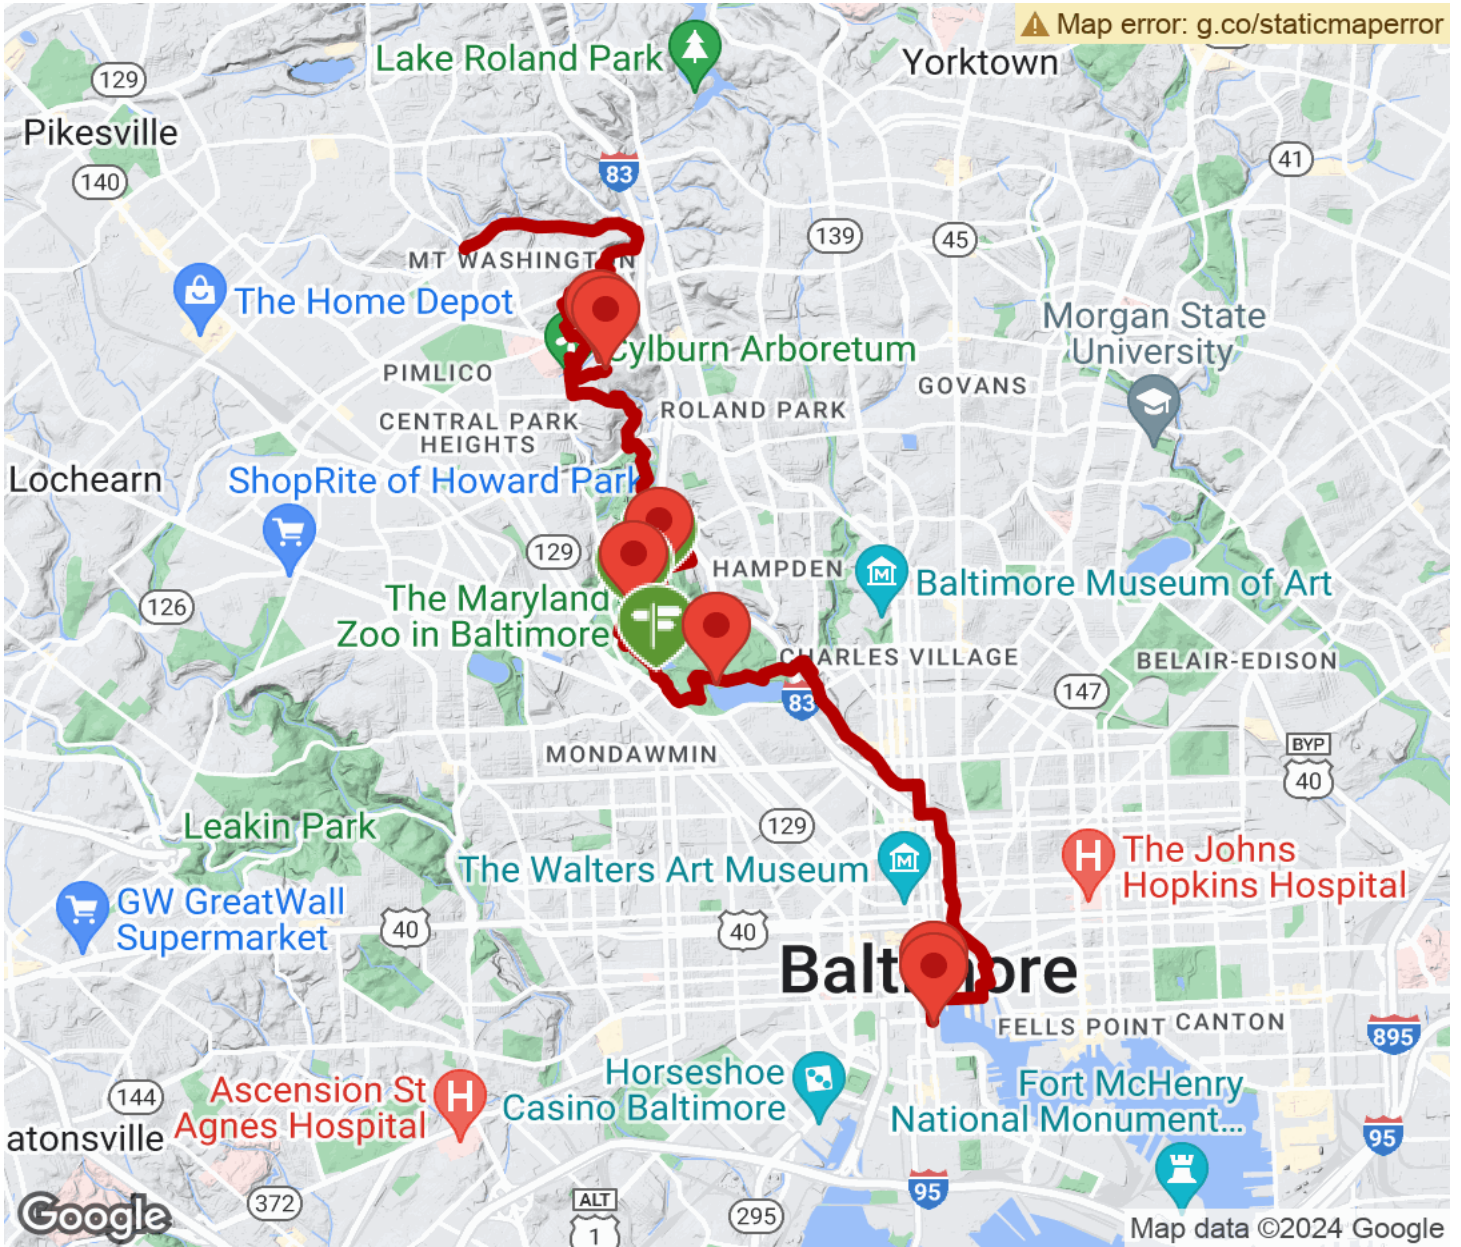 Map error: g.co/staticmaperror
Lake Roland Park
Yorktown
129
Pikesville
140
83
41
139
45
MT WASHINGTON
The Home Depot
Morgan State
University
Cylburn Arboretum
PIMLICO
GOVANS
CENTRAL PARK
HEIGHTS
ROLAND PARK
Lochearn
ShopRite of Howard Park
129
HAMPDEN
Baltimore Museum of Art
126
The Maryland
Zoo in Baltimore
CHARLES VILLAGE
BELAIR-EDISON
147
83
MONDAWMIN
BYP
40
Leakin Park
129
The Walters Art Museum
The Johns
Hopkins Hospital
GW GreatWall
Supermarket
40
40
Baltimore
FELLS POINT
CANTON
895
Horseshoe
Casino Baltimore
Fort McHenry
National Monument...
144
Ascension St
Agnes Hospital
atonsville
95
95
372
ALT
1
295
Google
Map data ©2024 Google